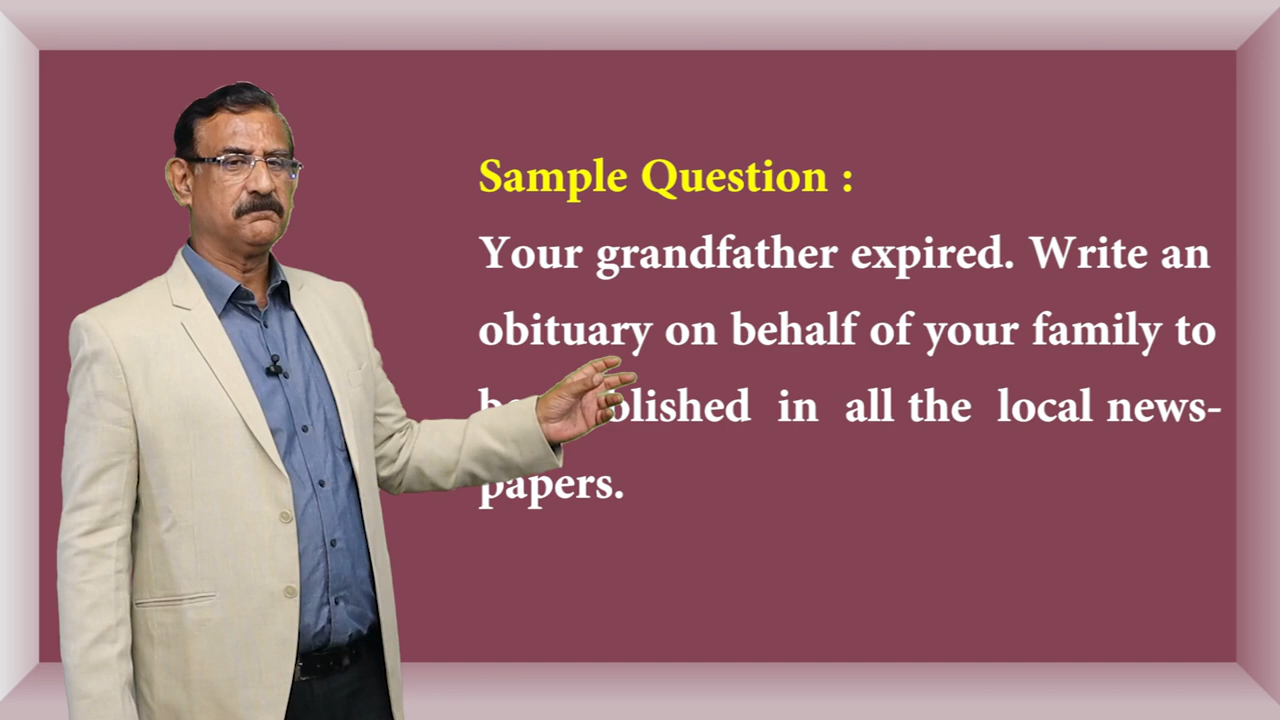 Sample Question :
Your grandfather expired. Write an
obituary on behalf of your family to
in all the local news-
papers.